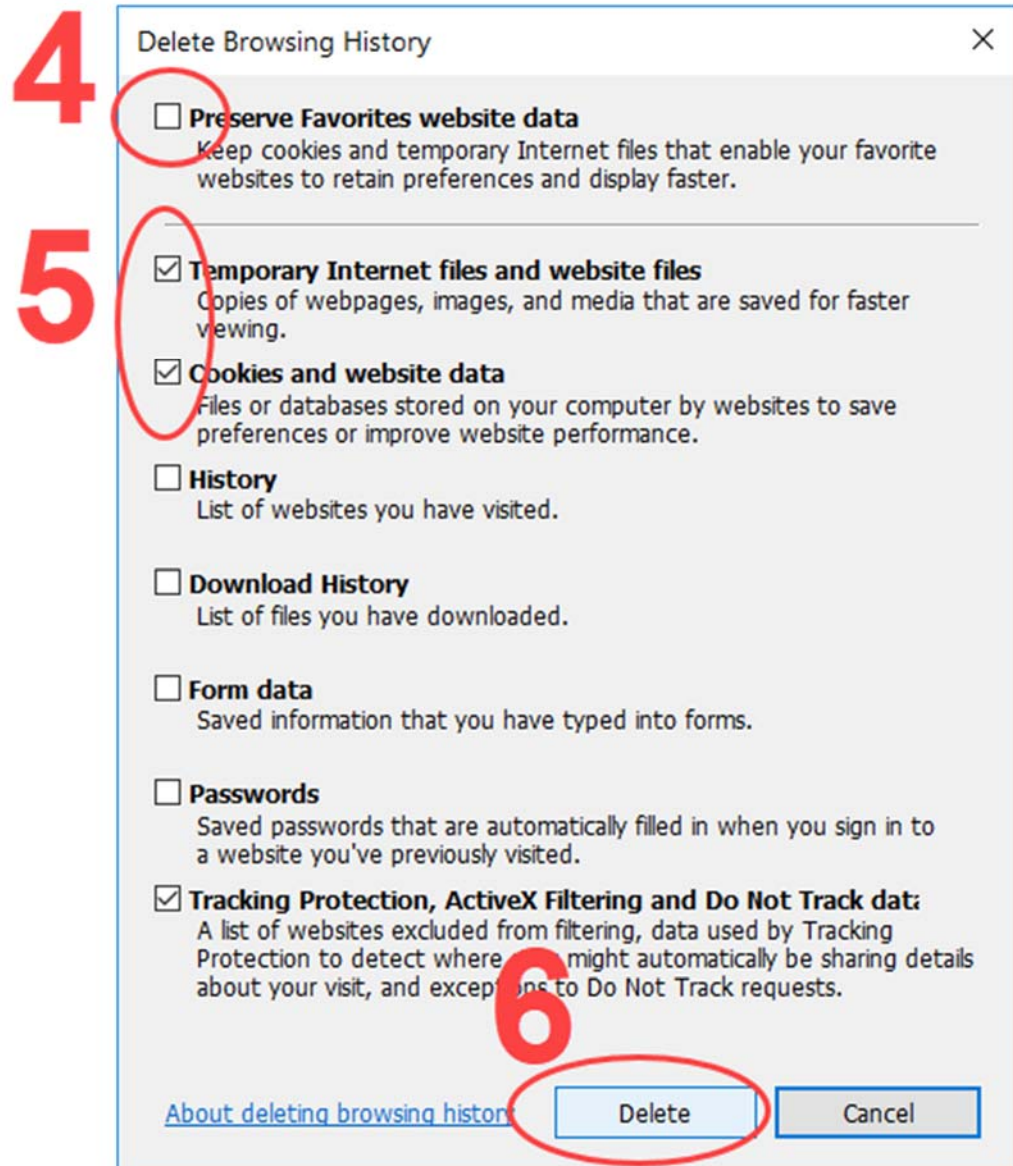 4
Delete Browsing History
Preserve Favorites website data
Keep cookies and temporary Internet files that enable your favorite
websites to retain preferences and display faster.
5
Temporary Internet files and website files
Copies of webpages, images, and media that are saved for faster
viewing.
Cookies and website data
Files or databases stored on your computer by websites to save
preferences or improve website performance.
History
List of websites you have visited.
Download History
List of files you have downloaded.
Form data
Saved information that you have typed into forms.
Passwords
Saved passwords that are automatically filled in when you sign in to
a website you've previously visited.
Tracking Protection, ActiveX Filtering and Do Not Track data
A list of websites excluded from filtering, data used by Tracking
Protection to detect where might automatically be sharing details
about your visit, and exceptions to Do Not Track requests.
6
About deleting browsing history
Delete
Cancel